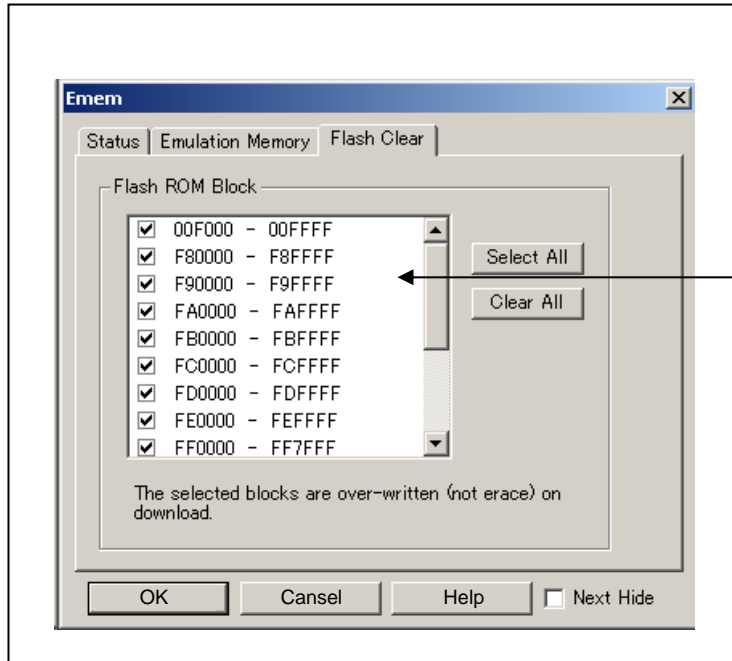 Emem
Status Emulation Memory Flash Clear
Flash ROM Block
00F000 - 00FFFF
F80000 - F8FFFF
F90000 - F9FFFF
FA0000 - FAFFFF
FB0000 - FBFFFF
FC0000 - FCFFFF
FD0000 - FDFFFF
FE0000 - FEFFFF
FF0000 - FF7FFF
Select All
Clear All
The selected blocks are over-written (not erace) on
download.
OK Cansel Help Next Hide